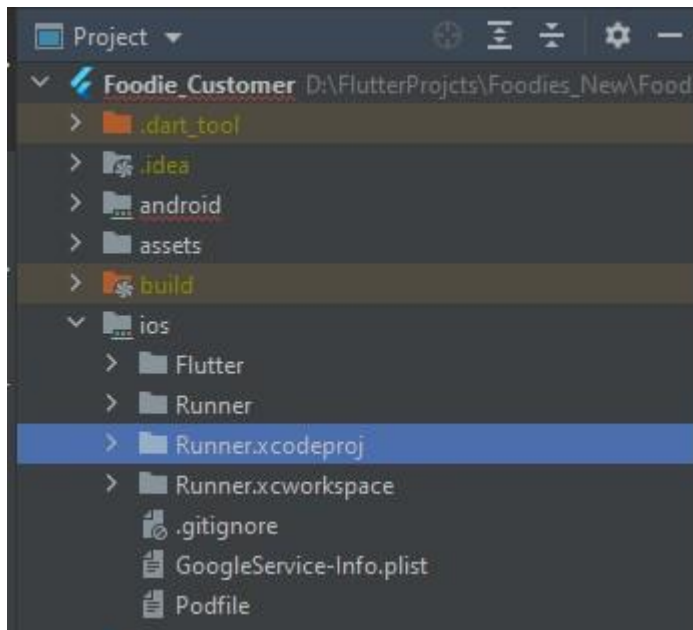 Project
Foodie_Customer D:\FlutterProjcts\Foodies_New\Food
.dart_tool
.idea
android
assets
build
ios
Flutter
Runner
Runner.xcodeproj
Runner.xcworkspace
.gitignore
GoogleService-Info.plist
Podfile